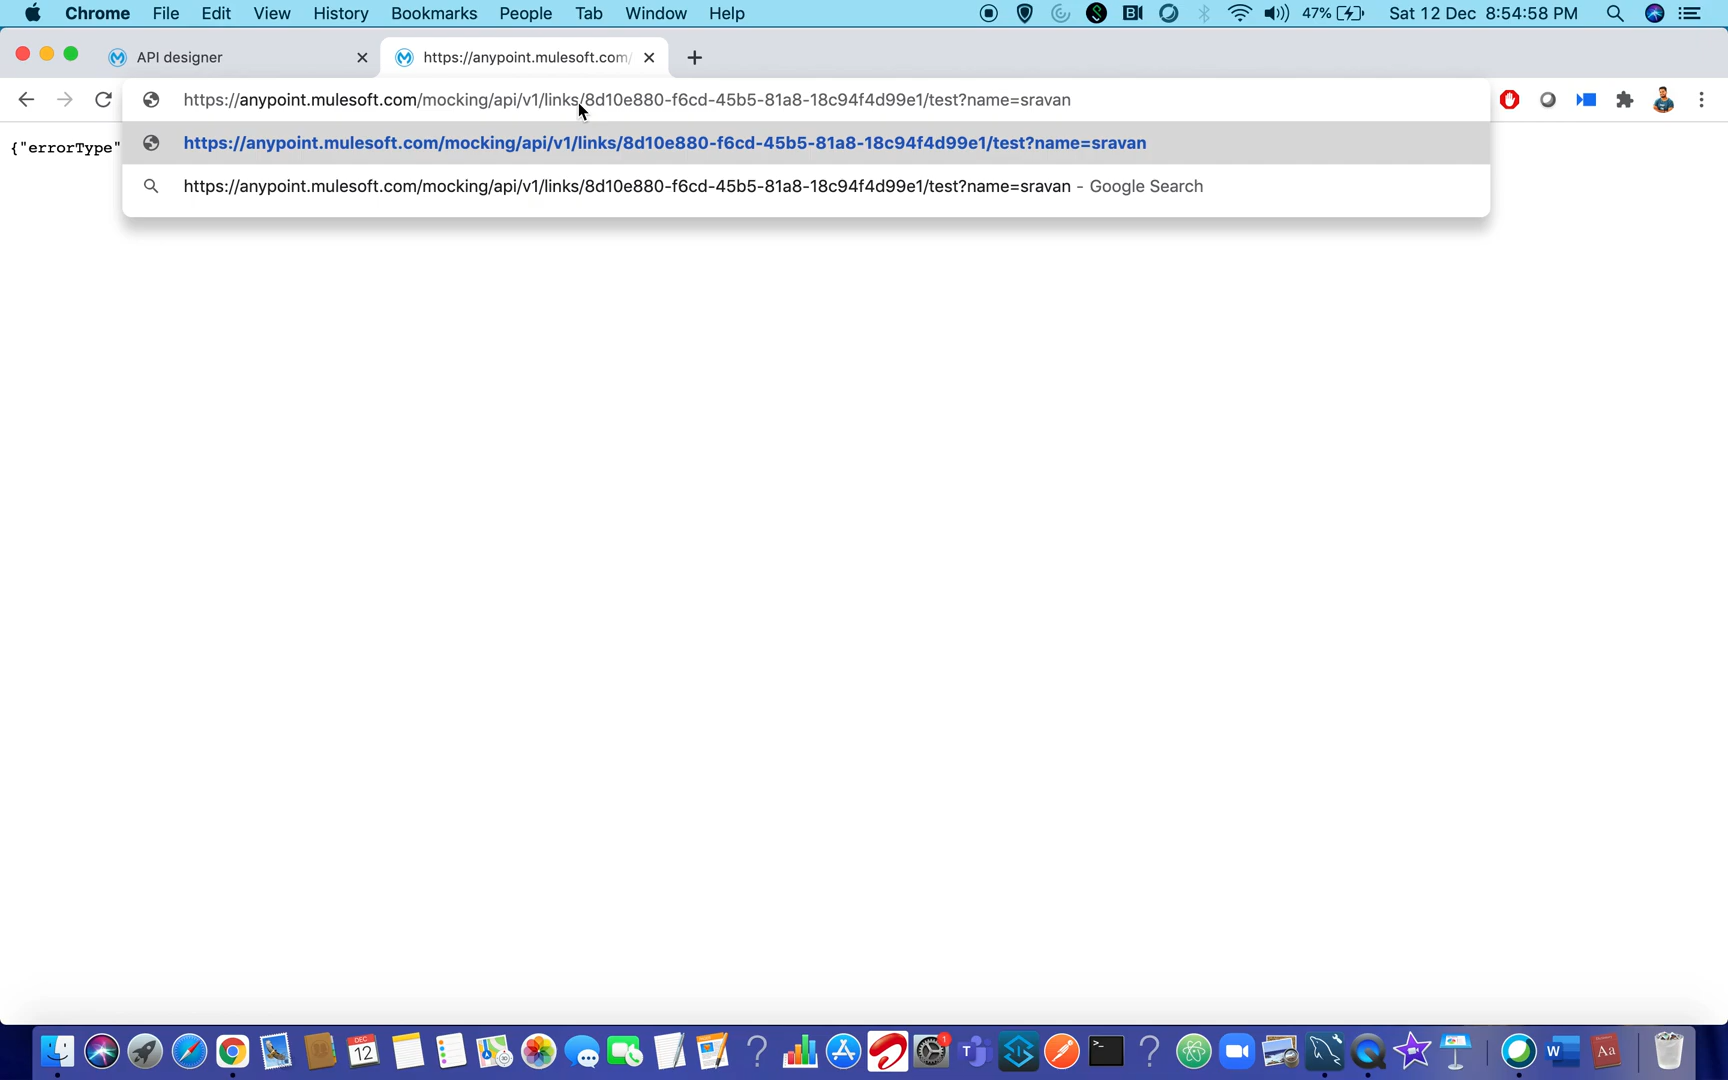 Chrome File Edit View History Bookmarks People Tab Window Help 47% Sat 12 Dec 8:54:58 PM
API designer https://anypoint.mulesoft.com/
https://anypoint.mulesoft.com/mocking/api/v1/links/8d10e880-f6cd-45b5-81a8-18c94f4d99e1/test?name=sravan
{"errorType" https://anypoint.mulesoft.com/mocking/api/v1/links/8d10e880-f6cd-45b5-81a8-18c94f4d99e1/test?name=sravan
https://anypoint.mulesoft.com/mocking/api/v1/links/8d10e880-f6cd-45b5-81a8-18c94f4d99e1/test?name=sravan - Google Search